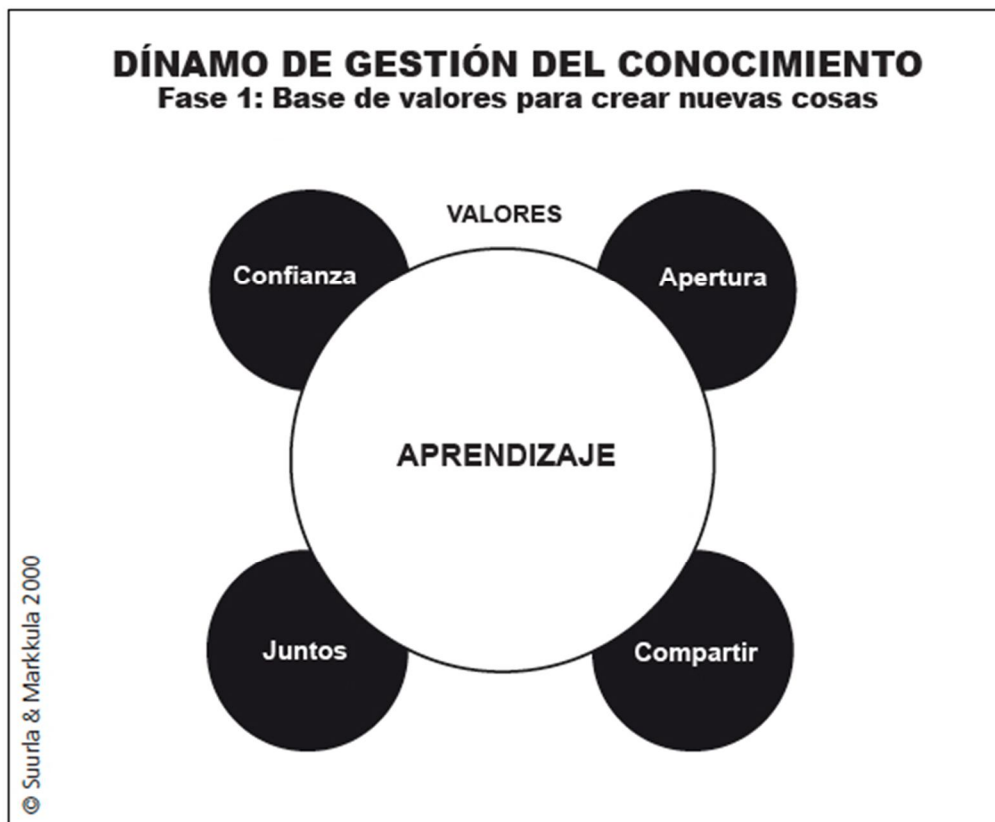 DÍNAMO DE GESTIÓN DEL CONOCIMIENTO
Fase 1: Base de valores para crear nuevas cosas
VALORES
Confianza
Apertura
APRENDIZAJE
Juntos
Compartir
© Suurla & Markkula 2000